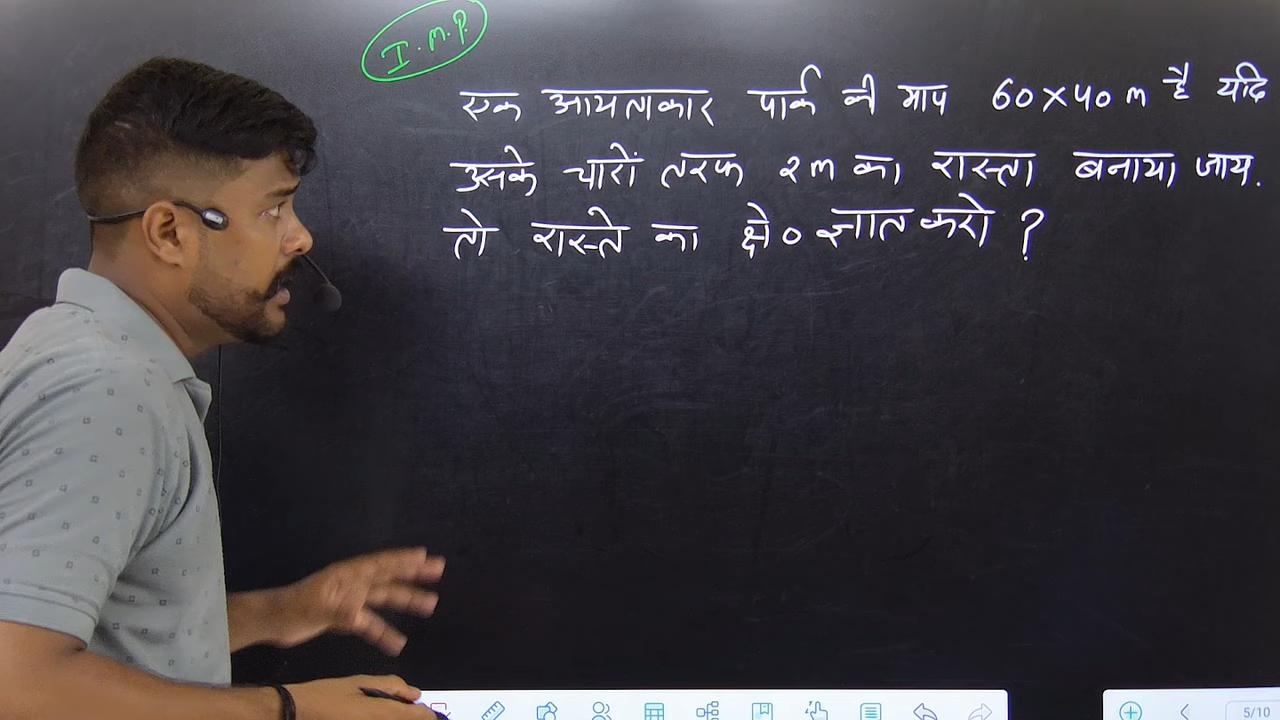 I.M.P.
एक आयताकार पार्क की माप 60×40 m है यदि
उसके चारों तरफ 2m का रास्ता बनाया जाय.
तो रास्ते का क्षे० ज्ञात करो ?
5/10